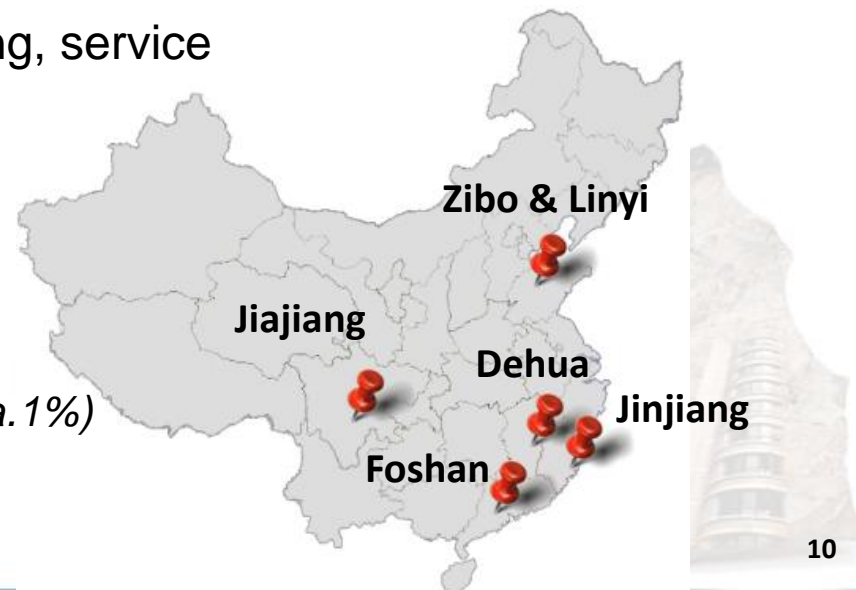 ng, service
Zibo & Linyi
Jiajiang
Dehua
Jinjiang
a.1%)
Foshan
10